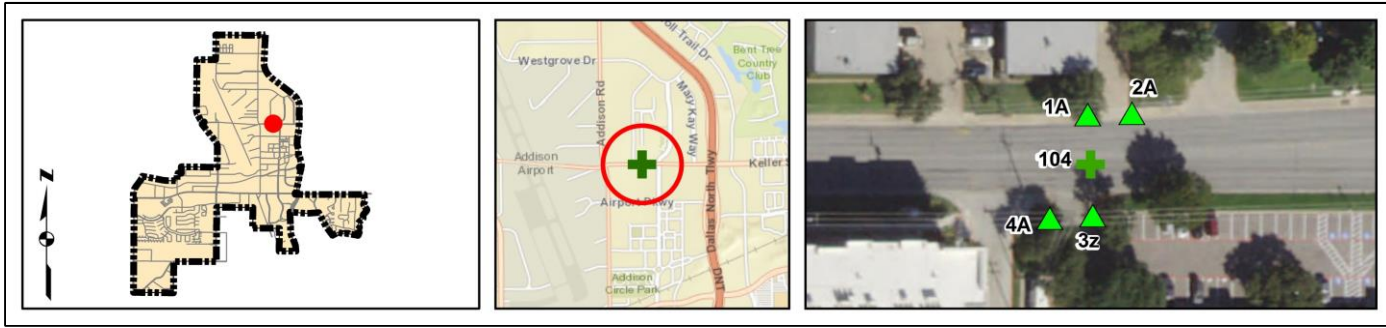 Z
Westgrove Dr
oll Trail Dr
Bent Tree
Country
Club
Addison Rd
Mary Kay Way
Addison
Airport
Keller S
Airport Pkwy
Dallas North Tlwy
DNT
Addison
Circle Park
1A
2A
104
4A
3z